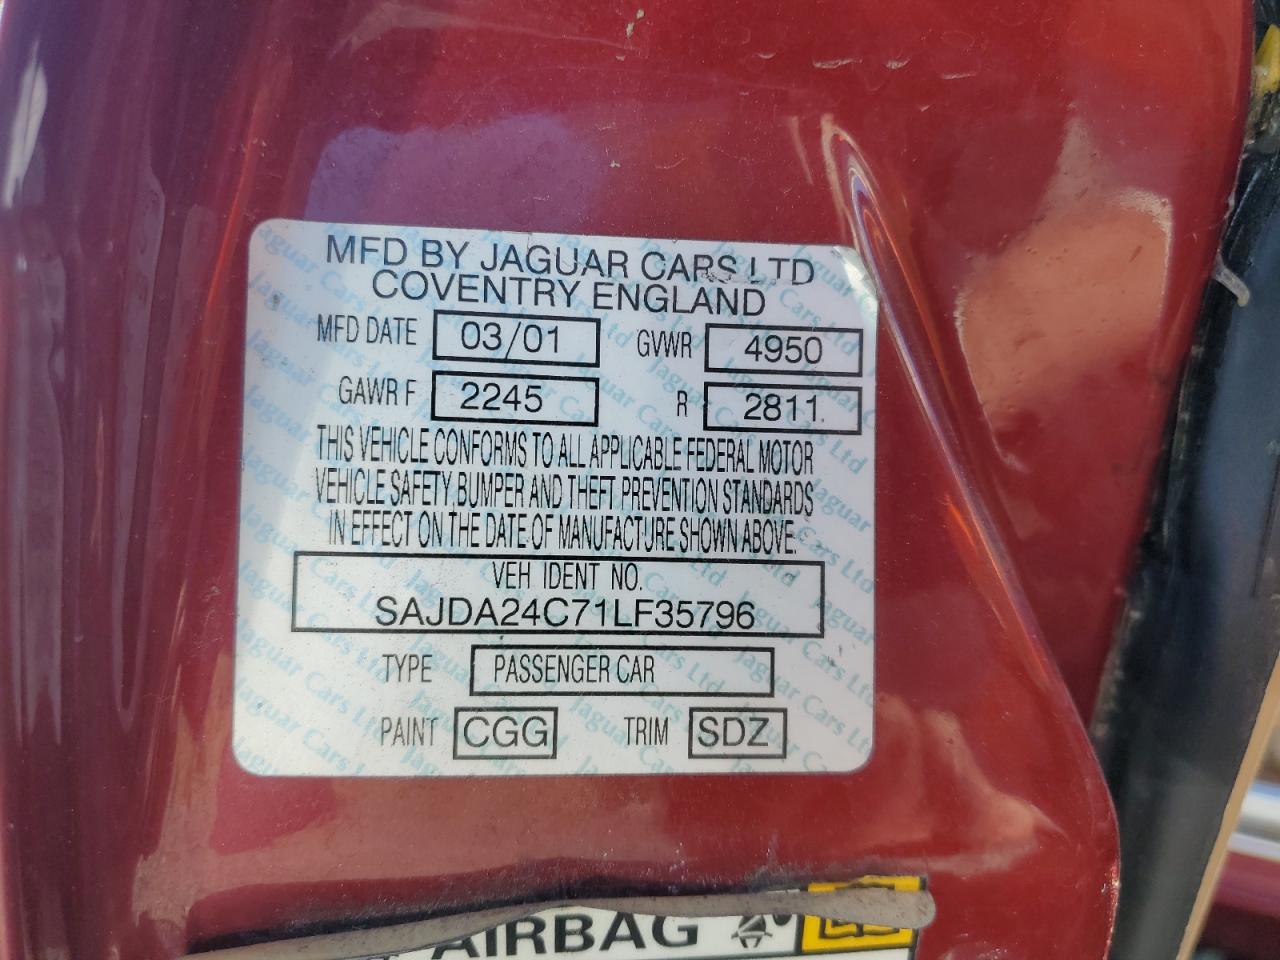 MFD BY JAGUAR CARS LTD
COVENTRY ENGLAND
MFD DATE 03/01 GVWR 4950
GAWR F 2245 R 2811
THIS VEHICLE CONFORMS TO ALL APPLICABLE FEDERAL MOTOR
VEHICLE SAFETY, BUMPER AND THEFT PREVENTION STANDARDS
IN EFFECT ON THE DATE OF MANUFACTURE SHOWN ABOVE.
VEH IDENT NO.
SAJDA24C71LF35796
TYPE PASSENGER CAR
PAINT CGG TRIM SDZ
AIRBAG